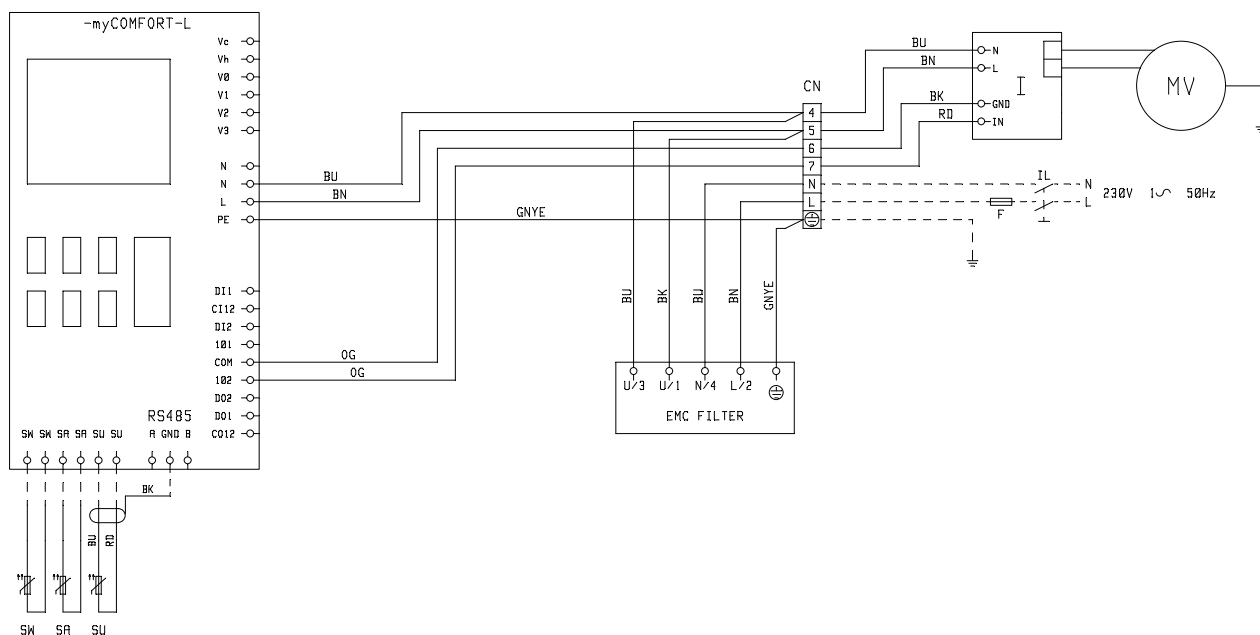 -myCOMFORT-L
Vc
Vh
V0
V1
V2
V3
N
N
L
PE
DI1
CI12
DI2
101
COM
102
DO2
DO1
CO12
RS485
SW SW SA SA SU SU A GND B
BK
BU
RD
SW SA SU
BU
BN
GNYE
OG
OG
CN
4
5
6
7
N
L
BU
BK
BU
BN
GNYE
U/3 U/1 N/4 L/2
EMC FILTER
BU
BN
BK
RD
N
L
GND
IN
I
MV
IL
F
N
L
230V 1 50Hz